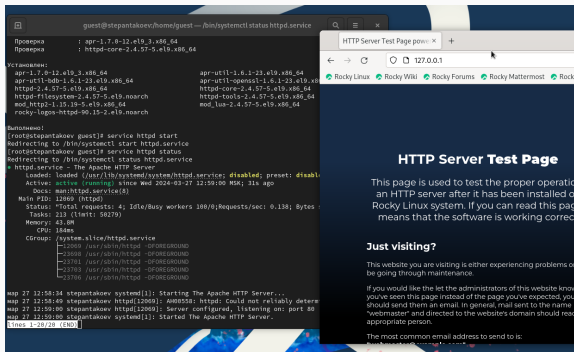 guest@stepantakoev:/home/guest — /bin/systemctl status httpd.service
Проверка : apr-1.7.0-12.el9_3.x86_64
Проверка : httpd-core-2.4.57-5.el9.x86_64
Установлен:
apr-1.7.0-12.el9_3.x86_64 apr-util-1.6.1-23.el9.x86_64
apr-util-bdb-1.6.1-23.el9.x86_64 apr-util-openssl-1.6.1-23.el9.x86
httpd-2.4.57-5.el9.x86_64 httpd-core-2.4.57-5.el9.x86_64
httpd-filesystem-2.4.57-5.el9.noarch httpd-tools-2.4.57-5.el9.x86_64
mod_http2-1.15.19-5.el9.x86_64 mod_lua-2.4.57-5.el9.x86_64
rocky-logos-httpd-90.15-2.el9.noarch
Выполнено!
[root@stepantakoev guest]# service httpd start
Redirecting to /bin/systemctl start httpd.service
[root@stepantakoev guest]# service httpd status
Redirecting to /bin/systemctl status httpd.service
● httpd.service - The Apache HTTP Server
Loaded: loaded (/usr/lib/systemd/system/httpd.service; disabled; preset: disabl
Active: active (running) since Wed 2024-03-27 12:59:00 MSK; 31s ago
Docs: man:httpd.service(8)
Main PID: 12069 (httpd)
Status: "Total requests: 4; Idle/Busy workers 100/0;Requests/sec: 0.138; Bytes
Tasks: 213 (limit: 50279)
Memory: 43.0M
CPU: 184ms
CGroup: /system.slice/httpd.service
├─12069 /usr/sbin/httpd -DFOREGROUND
/usr/sbin/httpd -DFOREGROUND
├─23701 /usr/sbin/httpd -DFOREGROUND
├─23703 /usr/sbin/httpd -DFOREGROUND
└─23706 /usr/sbin/httpd -DFOREGROUND
мар 27 12:58:34 stepantakoev systemd[1]: Starting The Apache HTTP Server...
мар 27 12:58:49 stepantakoev httpd[12069]: AH00558: httpd: Could not reliably determ
мар 27 12:59:00 stepantakoev httpd[12069]: Server configured, listening on: port 80
мар 27 12:59:00 stepantakoev systemd[1]: Started The Apache HTTP Server.
lines 1-20/20 (END)
HTTP Server Test Page powe
127.0.0.1
Rocky Linux Rocky Wiki Rocky Forums Rocky Mattermost Rock
HTTP Server Test Page
This page is used to test the proper operatio
an HTTP server after it has been installed o
Rocky Linux system. If you can read this pag
means that the software is working correc
Just visiting?
This website you are visiting is either experiencing problems or
be going through maintenance.
If you would like the let the administrators of this website know
you've seen this page instead of the page you've expected, you
should send them an email. In general, mail sent to the name
"webmaster" and directed to the website's domain should reac
appropriate person.
The most common email address to send to is: